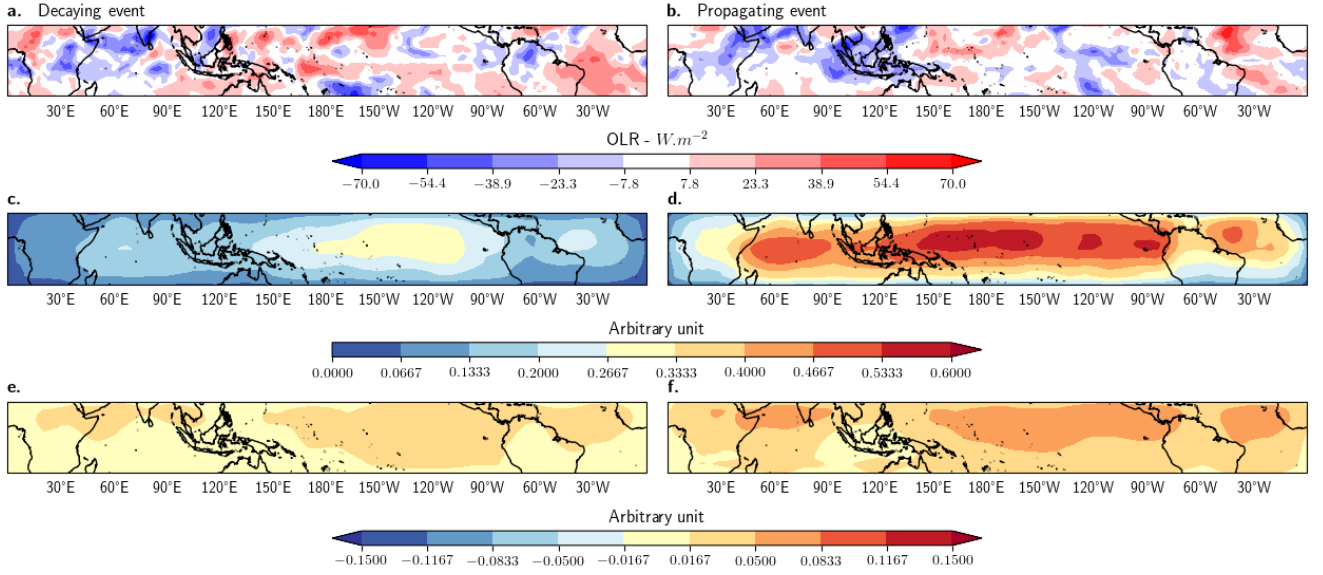 a. Decaying event
b. Propagating event
30°E 60°E 90°E 120°E 150°E 180°E 150°W 120°W 90°W 60°W 30°W
30°E 60°E 90°E 120°E 150°E 180°E 150°W 120°W 90°W 60°W 30°W
OLR - W.m⁻²
−70.0 −54.4 −38.9 −23.3 −7.8 7.8 23.3 38.9 54.4 70.0
c.
d.
30°E 60°E 90°E 120°E 150°E 180°E 150°W 120°W 90°W 60°W 30°W
30°E 60°E 90°E 120°E 150°E 180°E 150°W 120°W 90°W 60°W 30°W
Arbitrary unit
0.0000 0.0667 0.1333 0.2000 0.2667 0.3333 0.4000 0.4667 0.5333 0.6000
e.
f.
30°E 60°E 90°E 120°E 150°E 180°E 150°W 120°W 90°W 60°W 30°W
30°E 60°E 90°E 120°E 150°E 180°E 150°W 120°W 90°W 60°W 30°W
Arbitrary unit
−0.1500 −0.1167 −0.0833 −0.0500 −0.0167 0.0167 0.0500 0.0833 0.1167 0.1500